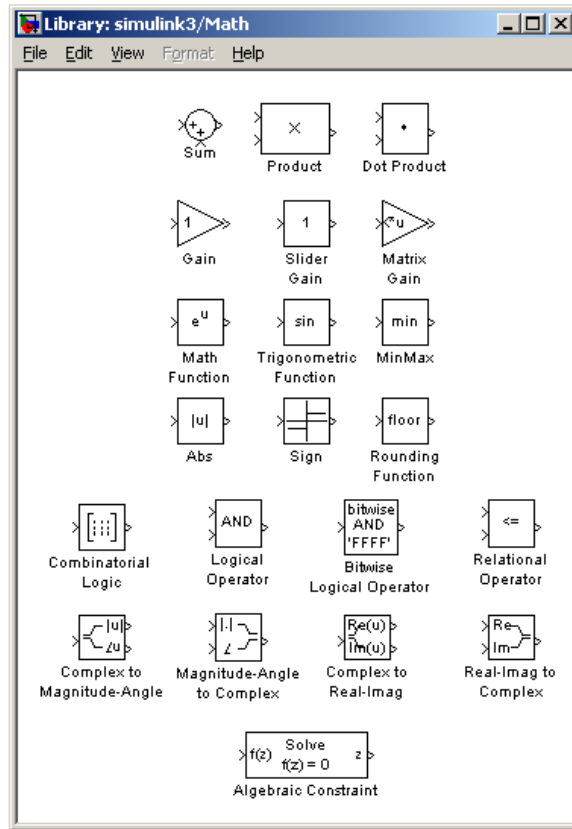 Library: simulink3/Math
File Edit View Format Help
+
+
Sum
×
Product
•
Dot Product
1
Gain
1
Slider
Gain
*u
Matrix
Gain
e^u
Math
Function
sin
Trigonometric
Function
min
MinMax
|u|
Abs
Sign
floor
Rounding
Function
[⋮⋮⋮]
Combinatorial
Logic
AND
Logical
Operator
bitwise
AND
'FFFF'
Bitwise
Logical Operator
<=
Relational
Operator
|u|
∠u
Complex to
Magnitude-Angle
|.|
∠
Magnitude-Angle
to Complex
Re(u)
Im(u)
Complex to
Real-Imag
Re
Im
Real-Imag to
Complex
f(z) Solve z
f(z) = 0
Algebraic Constraint